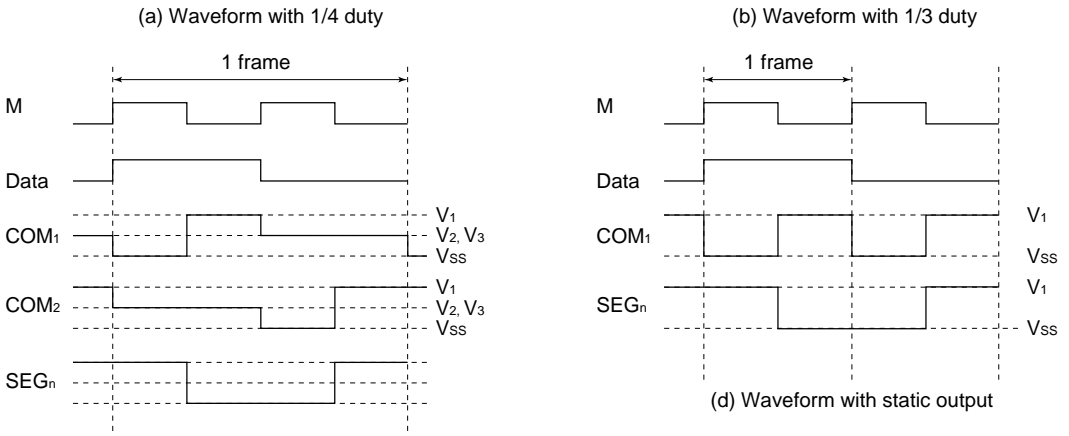 (a) Waveform with 1/4 duty
1 frame
M
Data
COM1
V1
V2, V3
VSS
COM2
V1
V2, V3
VSS
SEGn
(b) Waveform with 1/3 duty
1 frame
M
Data
COM1
V1
VSS
SEGn
V1
VSS
(d) Waveform with static output